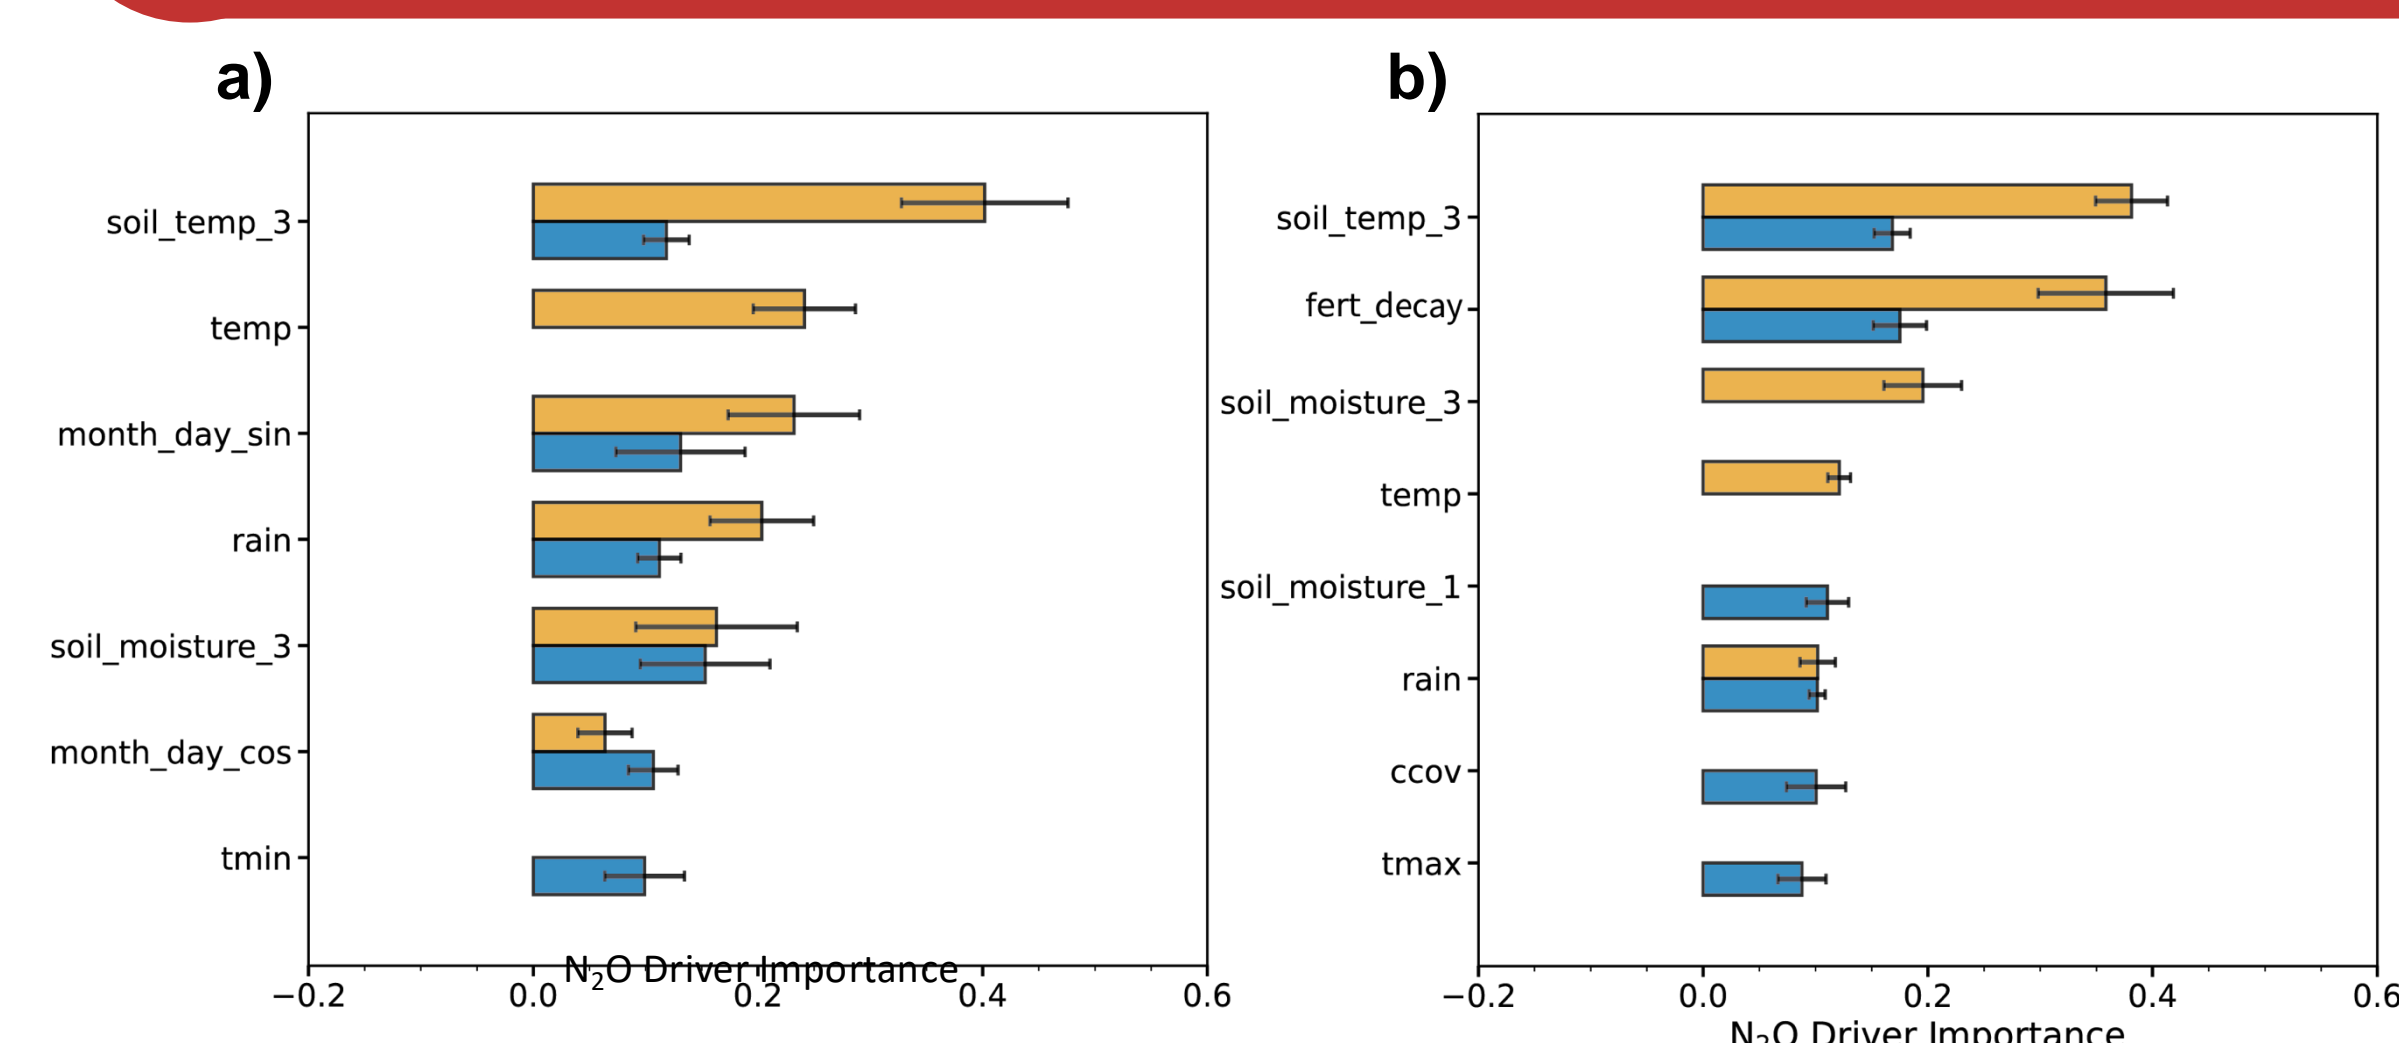 a)
soil_temp_3
temp
month_day_sin
rain
soil_moisture_3
month_day_cos
tmin
−0.2 0.0 0.2 0.4 0.6
N₂O Driver Importance
b)
soil_temp_3
fert_decay
soil_moisture_3
temp
soil_moisture_1
rain
ccov
tmax
−0.2 0.0 0.2 0.4 0.6
N₂O Driver Importance